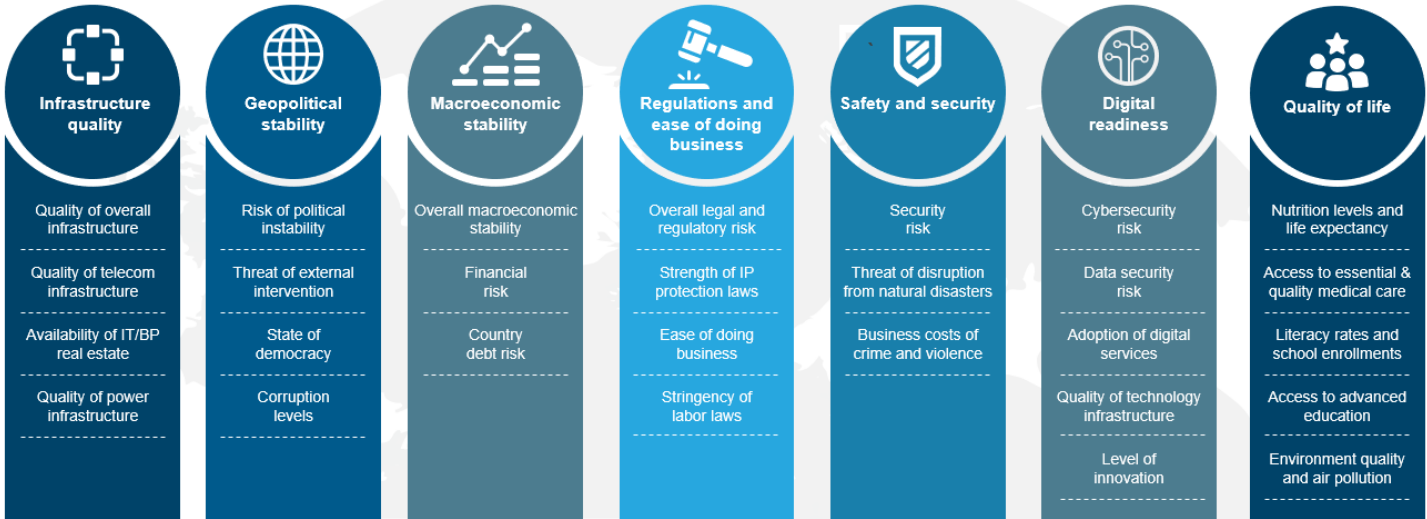 Infrastructure
quality
Quality of overall
infrastructure
Quality of telecom
infrastructure
Availability of IT/BP
real estate
Quality of power
infrastructure
Geopolitical
stability
Risk of political
instability
Threat of external
intervention
State of
democracy
Corruption
levels
Macroeconomic
stability
Overall macroeconomic
stability
Financial
risk
Country
debt risk
Regulations and
ease of doing
business
Overall legal and
regulatory risk
Strength of IP
protection laws
Ease of doing
business
Stringency of
labor laws
Safety and security
Security
risk
Threat of disruption
from natural disasters
Business costs of
crime and violence
Digital
readiness
Cybersecurity
risk
Data security
risk
Adoption of digital
services
Quality of technology
infrastructure
Level of
innovation
Quality of life
Nutrition levels and
life expectancy
Access to essential &
quality medical care
Literacy rates and
school enrollments
Access to advanced
education
Environment quality
and air pollution